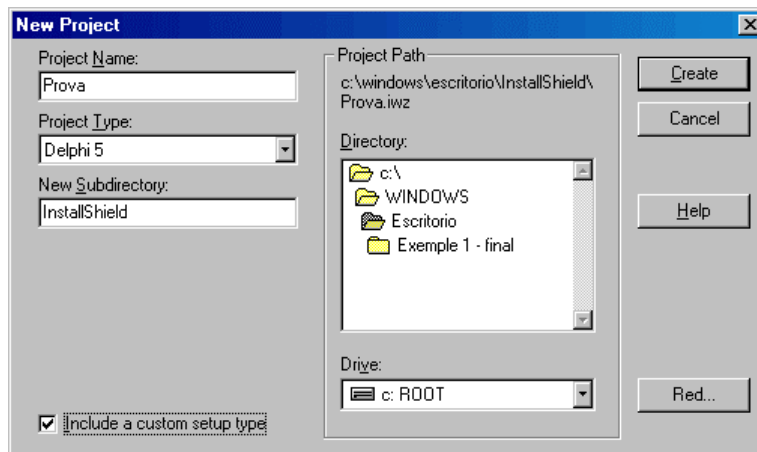 New Project
Project Name:
Prova
Project Type:
Delphi 5
New Subdirectory:
InstallShield
Include a custom setup type
Project Path
c:\windows\escritorio\InstallShield\
Prova.iwz
Directory:
c:\
WINDOWS
Escritorio
Exemple 1 - final
Drive:
c: ROOT
Create
Cancel
Help
Red...